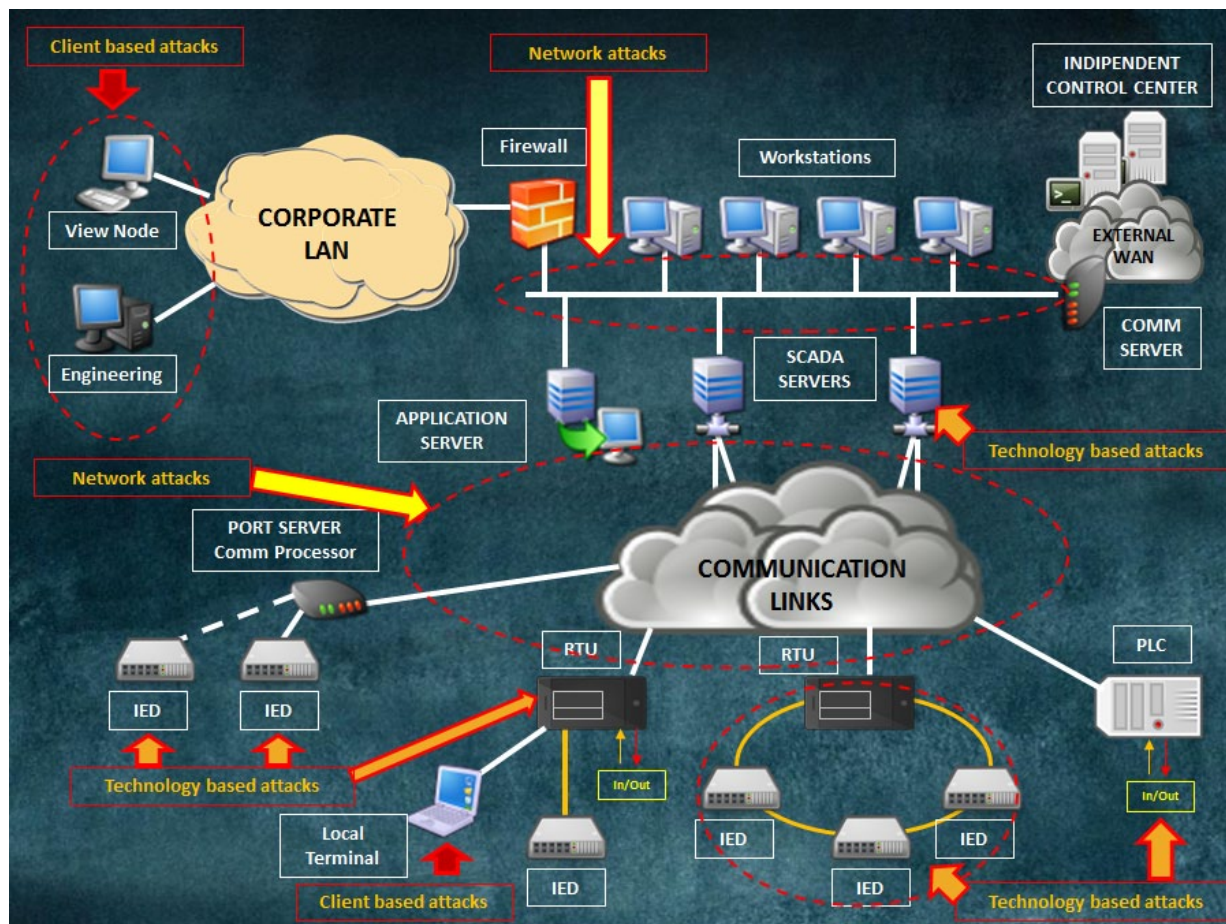 Client based attacks
Network attacks
INDIPENDENT
CONTROL CENTER
Firewall
Workstations
CORPORATE
LAN
View Node
EXTERNAL
WAN
Engineering
SCADA
SERVERS
COMM
SERVER
APPLICATION
SERVER
Technology based attacks
Network attacks
PORT SERVER
Comm Processor
COMMUNICATION
LINKS
RTU
RTU
PLC
IED
IED
Technology based attacks
In/Out
In/Out
Local
Terminal
IED
IED
IED
IED
Client based attacks
Technology based attacks